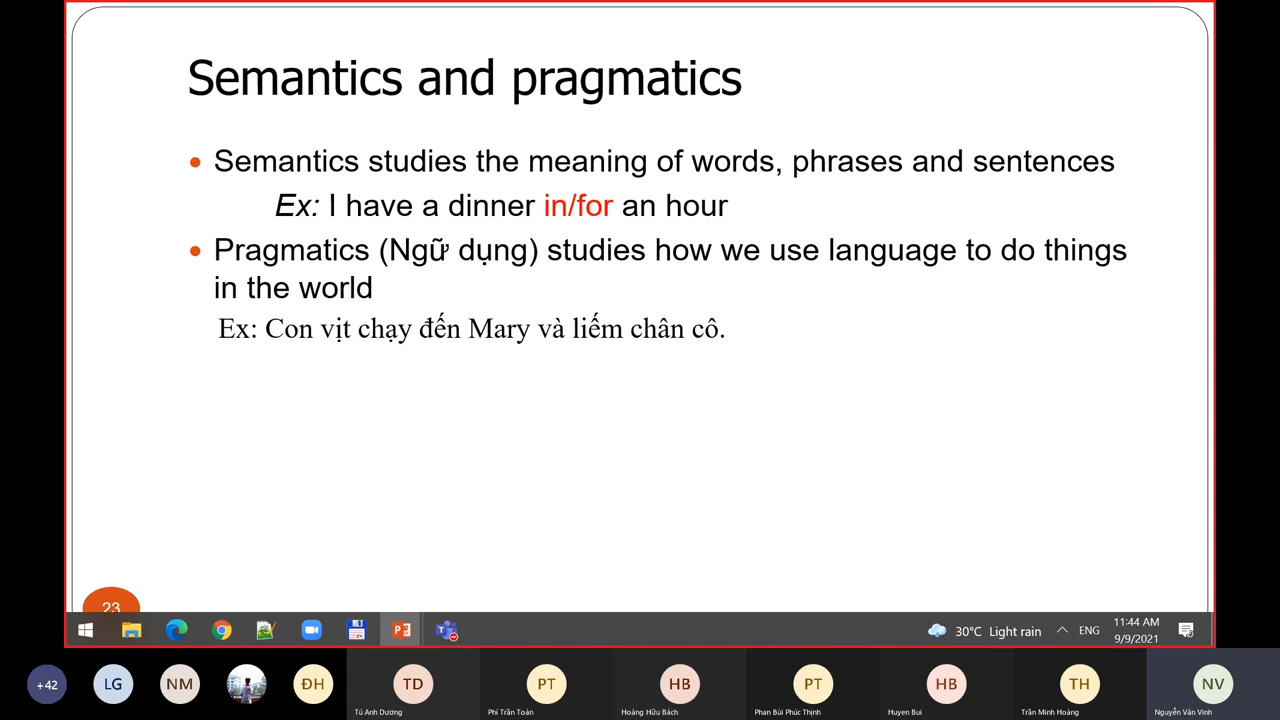 Semantics and pragmatics
Semantics studies the meaning of words, phrases and sentences
Ex: I have a dinner in/for an hour
Pragmatics (Ngữ dụng) studies how we use language to do things
in the world
Ex: Con vịt chạy đến Mary và liếm chân cô.
23
30°C Light rain
ENG
11:44 AM
9/9/2021
+42
LG
NM
ĐH
TD
PT
HB
PT
HB
TH
NV
Tú Anh Dương
Phí Trần Toàn
Hoàng Hữu Bách
Phan Bùi Phúc Thịnh
Huyen Bui
Trần Minh Hoàng
Nguyễn Văn Vinh